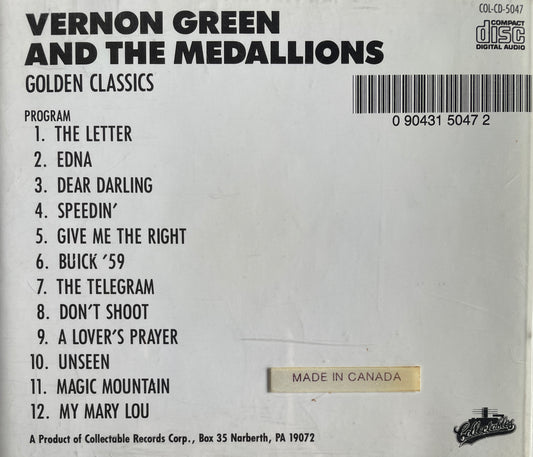 VERNON GREEN
AND THE MEDALLIONS
GOLDEN CLASSICS
COL-CD-5047
COMPACT
disc
DIGITAL AUDIO
0 90431 5047 2
PROGRAM
1. THE LETTER
2. EDNA
3. DEAR DARLING
4. SPEEDIN'
5. GIVE ME THE RIGHT
6. BUICK '59
7. THE TELEGRAM
8. DON'T SHOOT
9. A LOVER'S PRAYER
10. UNSEEN
11. MAGIC MOUNTAIN
12. MY MARY LOU
MADE IN CANADA
A Product of Collectable Records Corp., Box 35 Narberth, PA 19072
Collectables